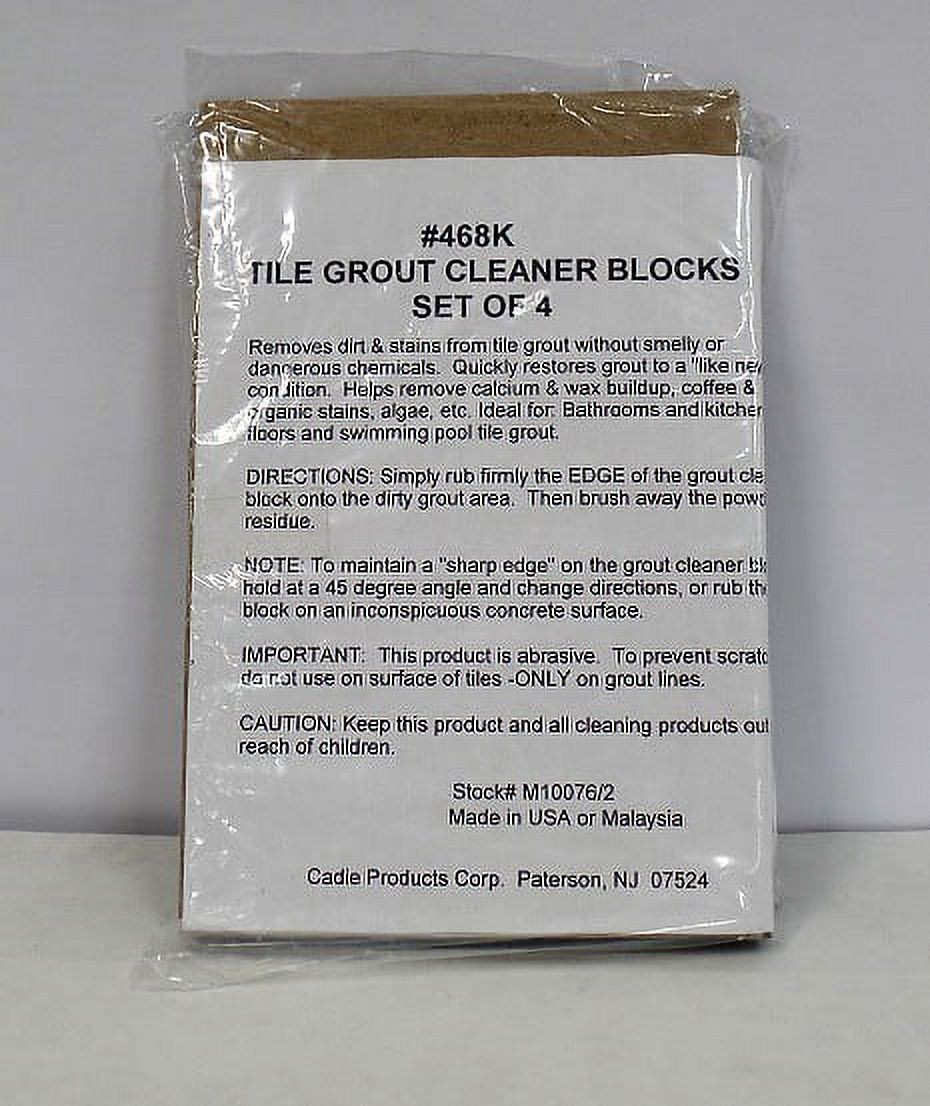 #468K
TILE GROUT CLEANER BLOCKS
SET OF 4
Removes dirt & stains from tile grout without smelly or
dangerous chemicals. Quickly restores grout to a "like new
condition. Helps remove calcium & wax buildup, coffee &
organic stains, algae, etc. Ideal for: Bathrooms and kitchen
floors and swimming pool tile grout.
DIRECTIONS: Simply rub firmly the EDGE of the grout cle
block onto the dirty grout area. Then brush away the powd
residue.
NOTE: To maintain a "sharp edge" on the grout cleaner bl
hold at a 45 degree angle and change directions, or rub the
block on an inconspicuous concrete surface.
IMPORTANT: This product is abrasive. To prevent scratc
do not use on surface of tiles -ONLY on grout lines.
CAUTION: Keep this product and all cleaning products out
reach of children.
Stock# M10076/2
Made in USA or Malaysia
Cadie Products Corp. Paterson, NJ 07524